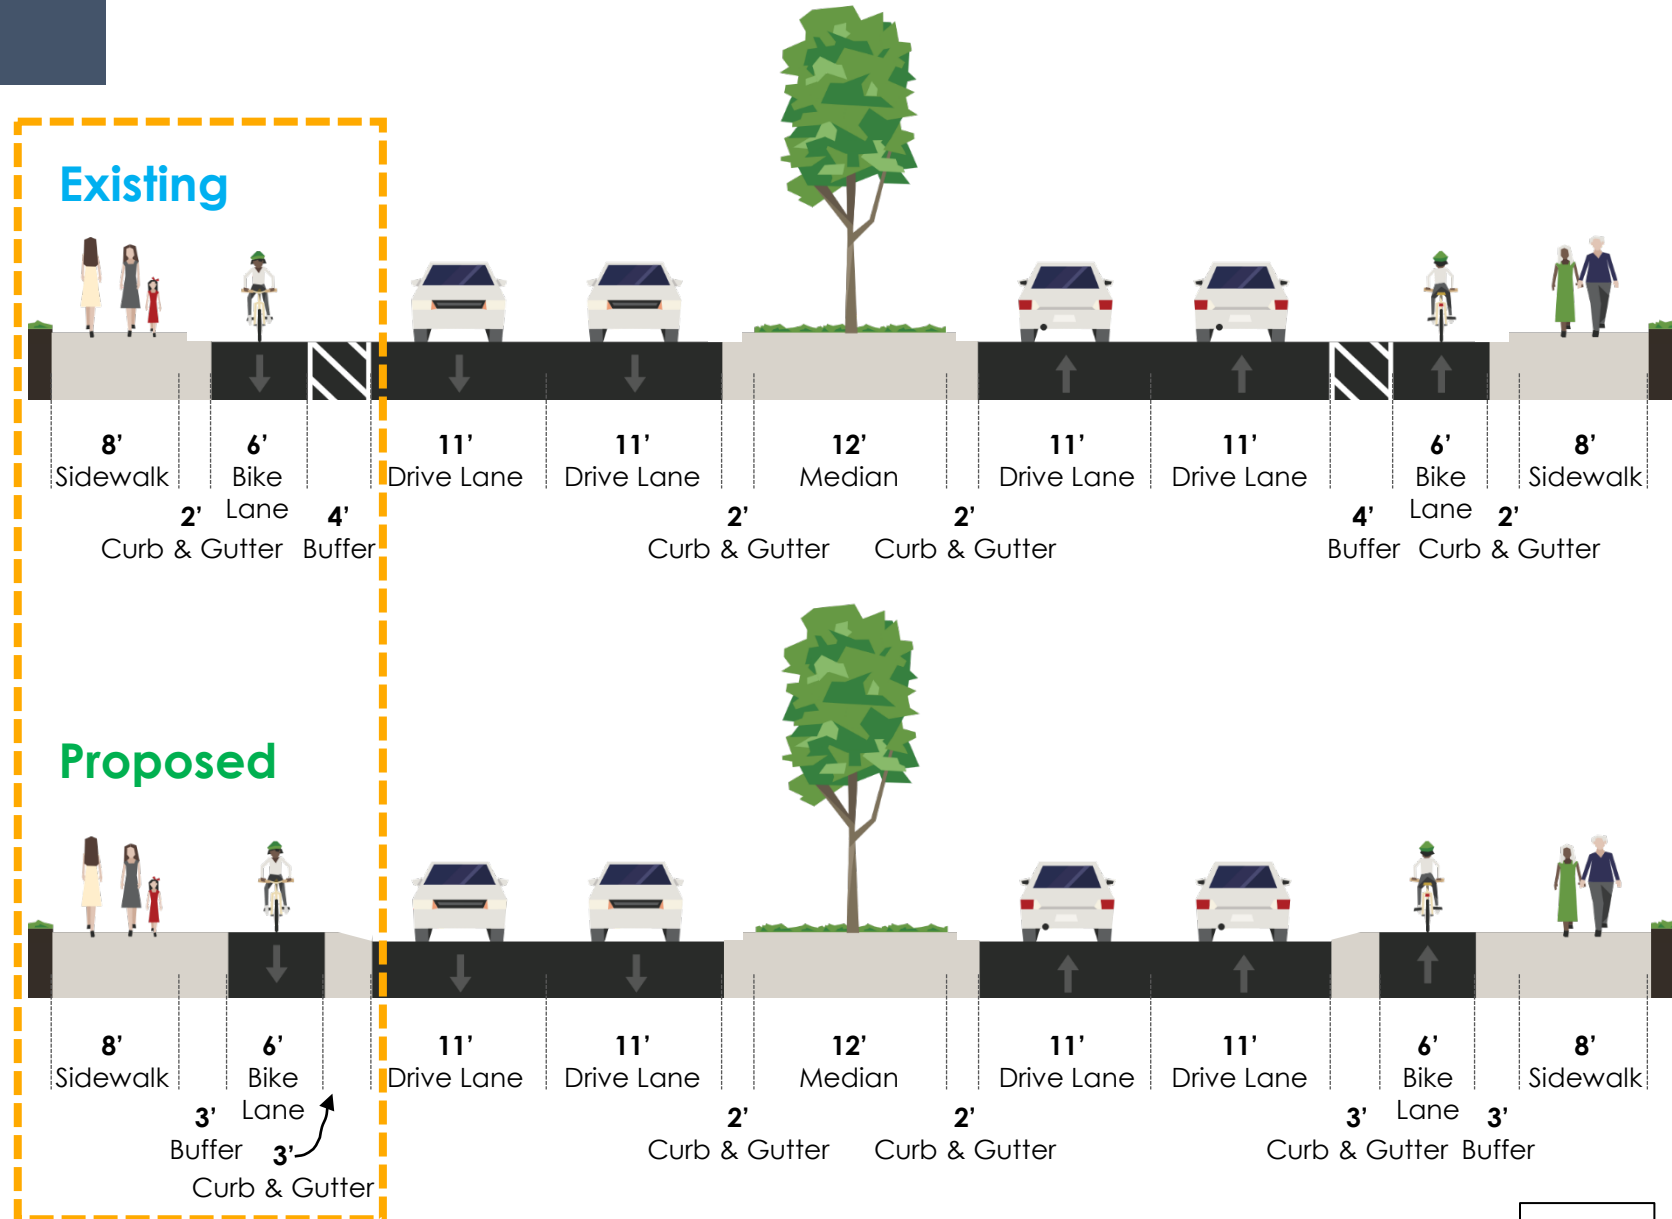 Existing
8’ 6’ 11’ 11’ 12’ 11’ 11’ 6’ 8’
Sidewalk Bike Drive Lane Drive Lane Median Drive Lane Drive Lane Bike Sidewalk
2’ Lane 4’ 2’ 2’ 4’ Lane 2’
Curb & Gutter Buffer Curb & Gutter Curb & Gutter Buffer Curb & Gutter
Proposed
8’ 6’ 11’ 11’ 12’ 11’ 11’ 6’ 8’
Sidewalk Bike Drive Lane Drive Lane Median Drive Lane Drive Lane Bike Sidewalk
3’ Lane 2’ 2’ 3’ Lane 3’
Buffer 3’ Curb & Gutter Curb & Gutter Curb & Gutter Buffer
Curb & Gutter